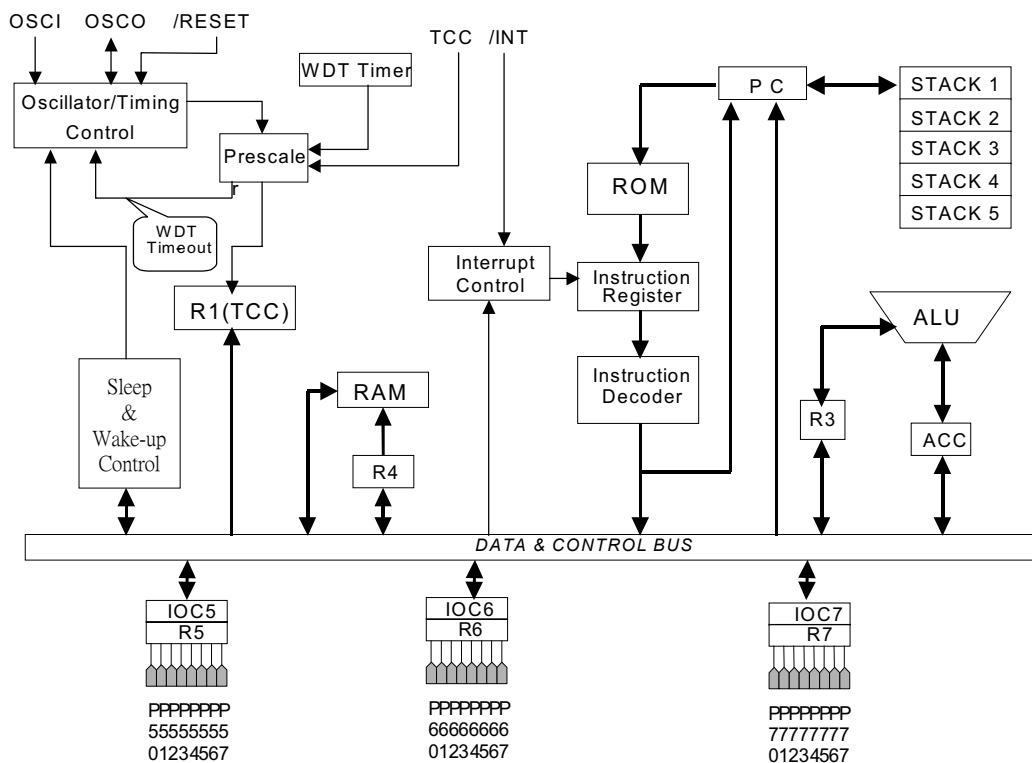 OSCI OSCO /RESET
TCC /INT
WDT Timer
Oscillator/Timing
Control
Prescale
r
WDT
Timeout
R1(TCC)
Sleep
&
Wake-up
Control
RAM
R4
Interrupt
Control
P C
ROM
Instruction
Register
Instruction
Decoder
STACK 1
STACK 2
STACK 3
STACK 4
STACK 5
ALU
R3
ACC
DATA & CONTROL BUS
IOC5
R5
PPPPPPPP
55555555
01234567
IOC6
R6
PPPPPPPP
66666666
01234567
IOC7
R7
PPPPPPPP
77777777
01234567